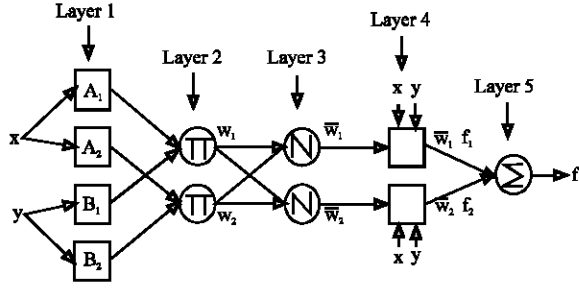 Layer 1
Layer 2
Layer 3
Layer 4
Layer 5
x y
A₁
x
A₂
B₁
y
B₂
Π
w₁
Π
w₂
N
w̅₁
N
w̅₂
w̅₁ f₁
w̅₂ f₂
x y
Σ
f